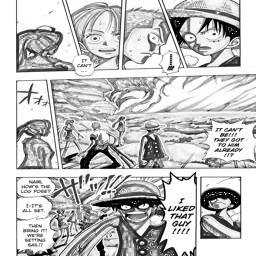 IT
CAN'T
IT CAN'T
BE!!!
THEY GOT
TO HIM
ALREADY
!!?
I
LIKED
THAT
GUY
!!!!
NAMI,
HOW'S THE
LOG POSE?
I-IT'S
ALL SET.
THEN
BRING IT!
WE'RE
SETTING
SAIL!!